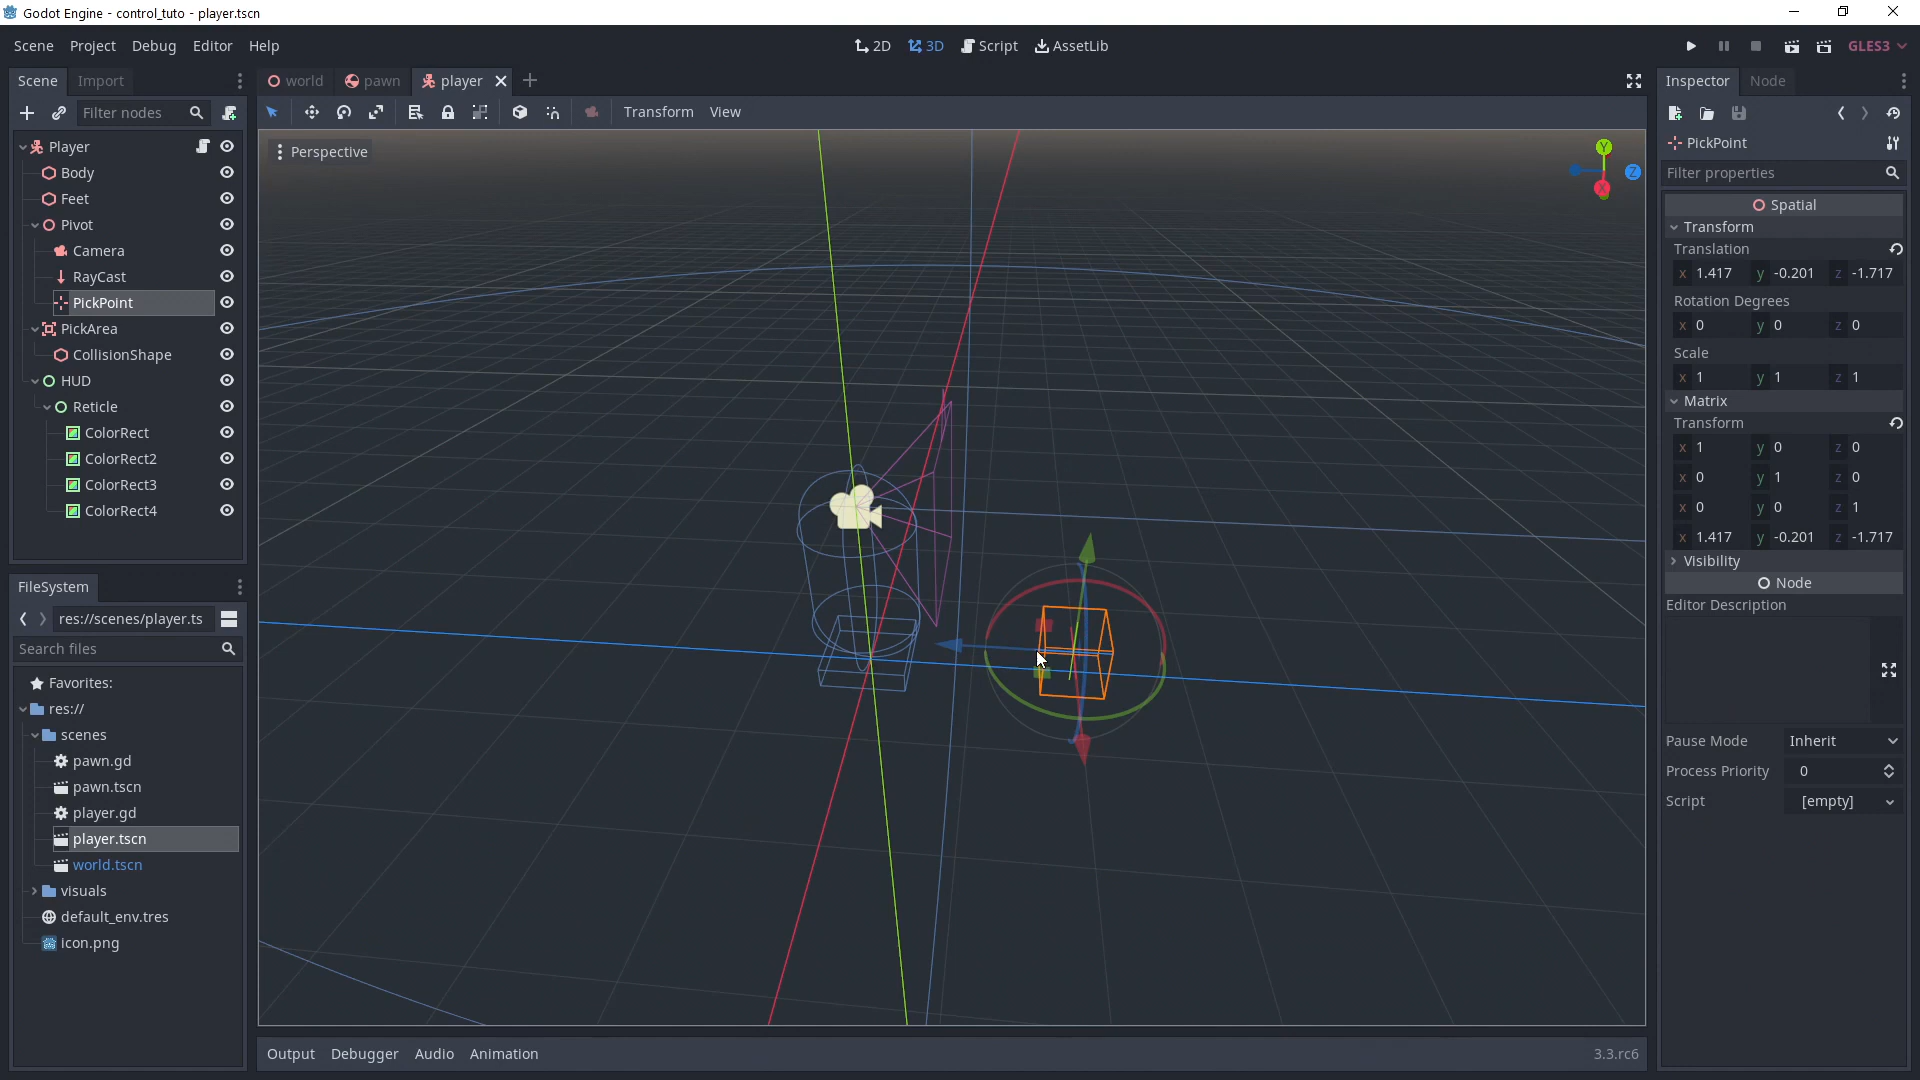 Godot Engine - control_tuto - player.tscn
Scene Project Debug Editor Help
2D 3D Script AssetLib
GLES3
Scene Import
world pawn player
Inspector Node
Filter nodes
Transform View
Player
Body
Feet
Pivot
Camera
RayCast
PickPoint
PickArea
CollisionShape
HUD
Reticle
ColorRect
ColorRect2
ColorRect3
ColorRect4
FileSystem
res://scenes/player.ts
Search files
Favorites:
res://
scenes
pawn.gd
pawn.tscn
player.gd
player.tscn
world.tscn
visuals
default_env.tres
icon.png
Perspective
Y
Z
X
Output Debugger Audio Animation
3.3.rc6
PickPoint
Filter properties
Spatial
Transform
Translation
x 1.417 y -0.201 z -1.717
Rotation Degrees
x 0 y 0 z 0
Scale
x 1 y 1 z 1
Matrix
Transform
x 1 y 0 z 0
x 0 y 1 z 0
x 0 y 0 z 1
x 1.417 y -0.201 z -1.717
Visibility
Node
Editor Description
Pause Mode Inherit
Process Priority 0
Script [empty]